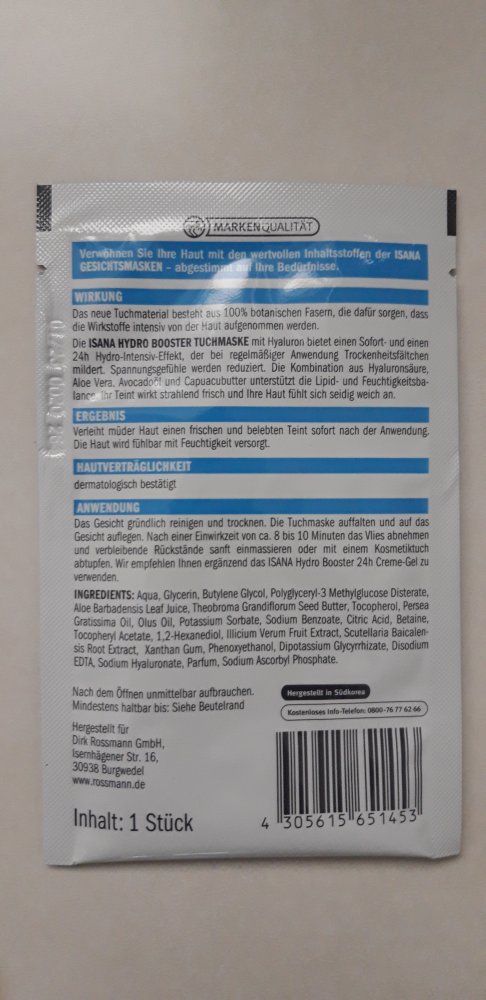 MARKENQUALITÄT
Verwöhnen Sie Ihre Haut mit den wertvollen Inhaltsstoffen der ISANA
GESICHTSMASKEN – abgestimmt auf Ihre Bedürfnisse.
WIRKUNG
Das neue Tuchmaterial besteht aus 100% botanischen Fasern, die dafür sorgen, dass
die Wirkstoffe intensiv von der Haut aufgenommen werden.
Die ISANA HYDRO BOOSTER TUCHMASKE mit Hyaluron bietet einen Sofort- und einen
24h Hydro-Intensiv-Effekt, der bei regelmäßiger Anwendung Trockenheitsfältchen
mildert. Spannungsgefühle werden reduziert. Die Kombination aus Hyaluronsäure,
Aloe Vera, Avocadoöl und Capuacubutter unterstützt die Lipid- und Feuchtigkeitsba-
lance. Ihr Teint wirkt strahlend frisch und Ihre Haut fühlt sich seidig weich an.
ERGEBNIS
Verleiht müder Haut einen frischen und belebten Teint sofort nach der Anwendung.
Die Haut wird fühlbar mit Feuchtigkeit versorgt.
HAUTVERTRÄGLICHKEIT
dermatologisch bestätigt
ANWENDUNG
Das Gesicht gründlich reinigen und trocknen. Die Tuchmaske auffalten und auf das
Gesicht auflegen. Nach einer Einwirkzeit von ca. 8 bis 10 Minuten das Vlies abnehmen
und verbleibende Rückstände sanft einmassieren oder mit einem Kosmetiktuch
abtupfen. Wir empfehlen Ihnen ergänzend das ISANA Hydro Booster 24h Creme-Gel zu
verwenden.
INGREDIENTS: Aqua, Glycerin, Butylene Glycol, Polyglyceryl-3 Methylglucose Disterate,
Aloe Barbadensis Leaf Juice, Theobroma Grandiflorum Seed Butter, Tocopherol, Persea
Gratissima Oil, Olus Oil, Potassium Sorbate, Sodium Benzoate, Citric Acid, Betaine,
Tocopheryl Acetate, 1,2-Hexanediol, Illicium Verum Fruit Extract, Scutellaria Baicalen-
sis Root Extract, Xanthan Gum, Phenoxyethanol, Dipotassium Glycyrrhizate, Disodium
EDTA, Sodium Hyaluronate, Parfum, Sodium Ascorbyl Phosphate.
Nach dem Öffnen unmittelbar aufbrauchen.
Mindestens haltbar bis: Siehe Beutelrand
Hergestellt in Südkorea
Kostenloses Info-Telefon: 0800-76 77 62 66
Hergestellt für
Dirk Rossmann GmbH,
Isernhägener Str. 16,
30938 Burgwedel
www.rossmann.de
Inhalt: 1 Stück
4 305615 651453